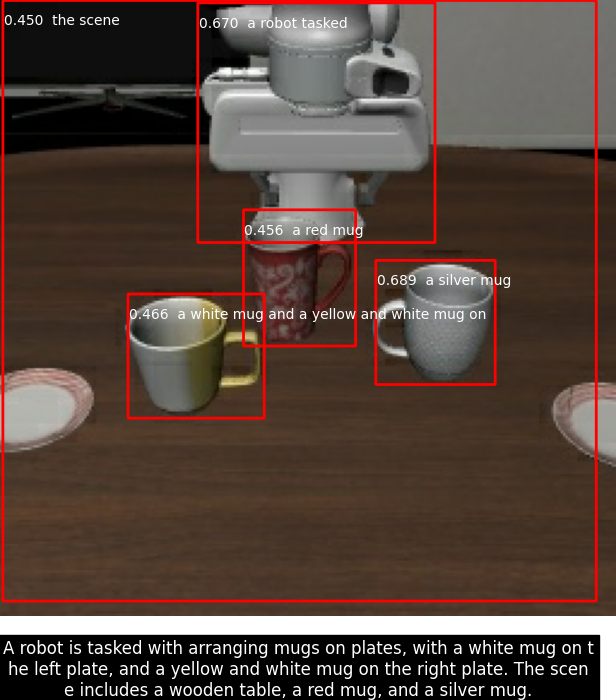 0.450 the scene
0.670 a robot tasked
0.456 a red mug
0.689 a silver mug
0.466 a white mug and a yellow and white mug on
A robot is tasked with arranging mugs on plates, with a white mug on t
he left plate, and a yellow and white mug on the right plate. The scen
e includes a wooden table, a red mug, and a silver mug.